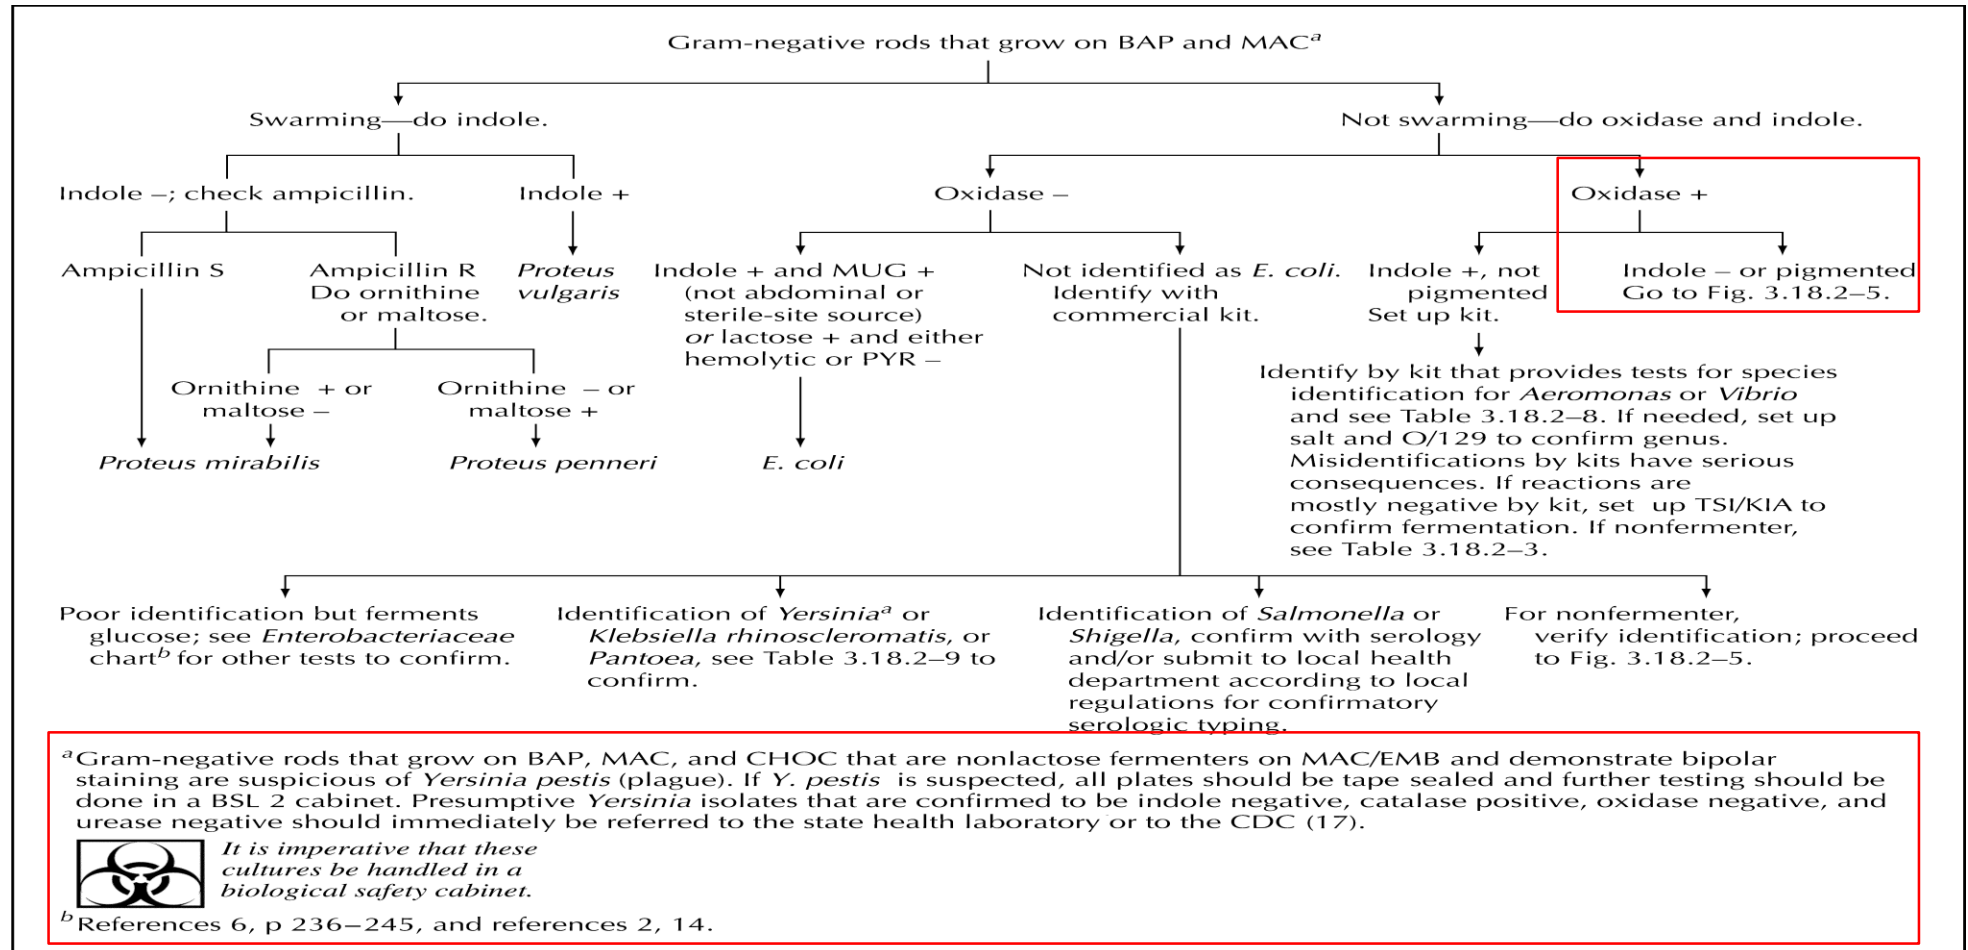 Gram-negative rods that grow on BAP and MACᵃ
Swarming—do indole.
Not swarming—do oxidase and indole.
Indole –; check ampicillin.
Indole +
Oxidase –
Oxidase +
Ampicillin S
Ampicillin R
Do ornithine
or maltose.
Proteus
vulgaris
Indole + and MUG +
(not abdominal or
sterile-site source)
or lactose + and either
hemolytic or PYR –
Not identified as E. coli.
Identify with
commercial kit.
Indole +, not
pigmented
Set up kit.
Indole – or pigmented
Go to Fig. 3.18.2–5.
Ornithine + or
maltose –
Ornithine – or
maltose +
Proteus mirabilis
Proteus penneri
E. coli
Identify by kit that provides tests for species
identification for Aeromonas or Vibrio
and see Table 3.18.2–8. If needed, set up
salt and O/129 to confirm genus.
Misidentifications by kits have serious
consequences. If reactions are
mostly negative by kit, set up TSI/KIA to
confirm fermentation. If nonfermenter,
see Table 3.18.2–3.
Poor identification but ferments
glucose; see Enterobacteriaceae
chartᵇ for other tests to confirm.
Identification of Yersiniaᵃ or
Klebsiella rhinoscleromatis, or
Pantoea, see Table 3.18.2–9 to
confirm.
Identification of Salmonella or
Shigella, confirm with serology
and/or submit to local health
department according to local
regulations for confirmatory
serologic typing.
For nonfermenter,
verify identification; proceed
to Fig. 3.18.2–5.
ᵃGram-negative rods that grow on BAP, MAC, and CHOC that are nonlactose fermenters on MAC/EMB and demonstrate bipolar
staining are suspicious of Yersinia pestis (plague). If Y. pestis is suspected, all plates should be tape sealed and further testing should be
done in a BSL 2 cabinet. Presumptive Yersinia isolates that are confirmed to be indole negative, catalase positive, oxidase negative, and
urease negative should immediately be referred to the state health laboratory or to the CDC (17).
It is imperative that these
cultures be handled in a
biological safety cabinet.
ᵇReferences 6, p 236–245, and references 2, 14.